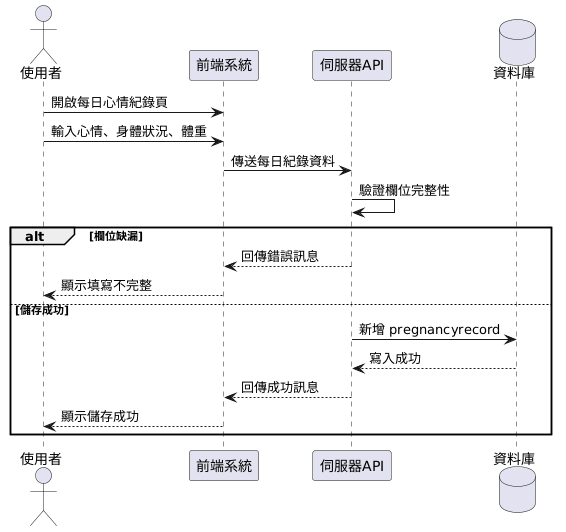 使用者
前端系統
伺服器API
資料庫
開啟每日心情紀錄頁
輸入心情、身體狀況、體重
傳送每日紀錄資料
驗證欄位完整性
alt [欄位缺漏]
回傳錯誤訊息
顯示填寫不完整
[儲存成功]
新增 pregnancyrecord
寫入成功
回傳成功訊息
顯示儲存成功
使用者
前端系統
伺服器API
資料庫